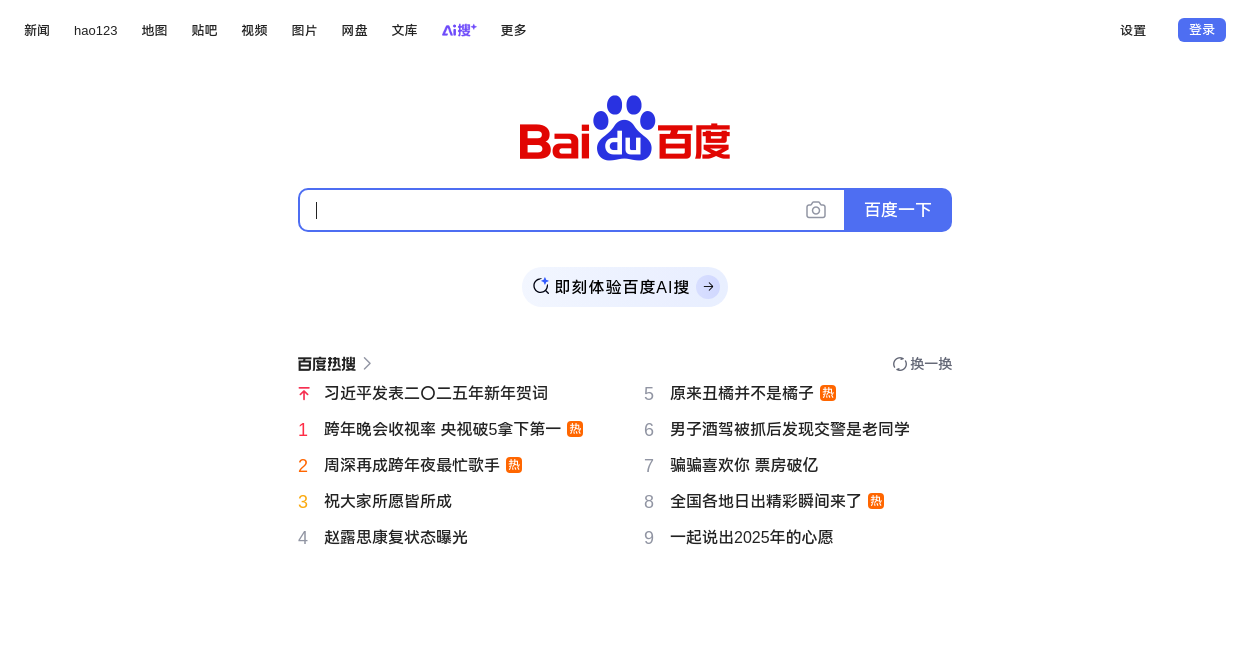 新闻 hao123 地图 贴吧 视频 图片 网盘 文库 Ai搜+ 更多 设置 登录
Bai du 百度
百度一下
即刻体验百度AI搜
百度热搜 换一换
习近平发表二〇二五年新年贺词
1 跨年晚会收视率 央视破5拿下第一 热
2 周深再成跨年夜最忙歌手 热
3 祝大家所愿皆所成
4 赵露思康复状态曝光
5 原来丑橘并不是橘子 热
6 男子酒驾被抓后发现交警是老同学
7 骗骗喜欢你 票房破亿
8 全国各地日出精彩瞬间来了 热
9 一起说出2025年的心愿